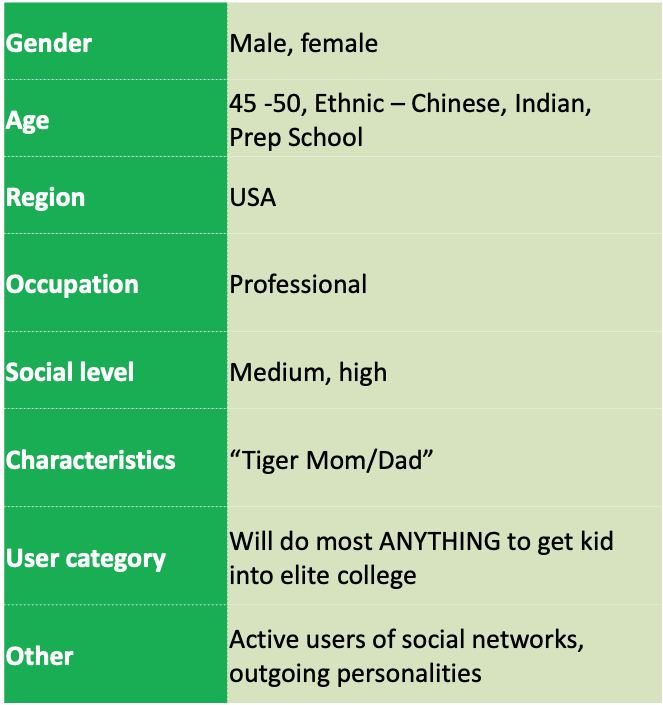 Gender
Male, female
Age
45 -50, Ethnic – Chinese, Indian,
Prep School
Region
USA
Occupation
Professional
Social level
Medium, high
Characteristics
“Tiger Mom/Dad”
User category
Will do most ANYTHING to get kid
into elite college
Other
Active users of social networks,
outgoing personalities